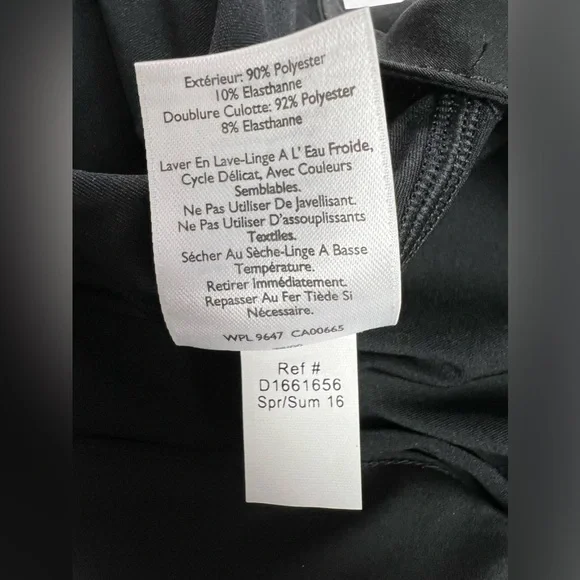 Extérieur: 90% Polyester
10% Elasthanne
Doublure Culotte: 92% Polyester
8% Elasthanne
Laver En Lave-Linge A L' Eau Froide,
Cycle Délicat, Avec Couleurs
Semblables.
Ne Pas Utiliser De Javellisant.
Ne Pas Utiliser D'assouplissants
Textiles.
Sécher Au Sèche-Linge A Basse
Température.
Retirer Immédiatement.
Repasser Au Fer Tiède Si
Nécessaire.
WPL 9647 CA00665
Ref #
D1661656
Spr/Sum 16